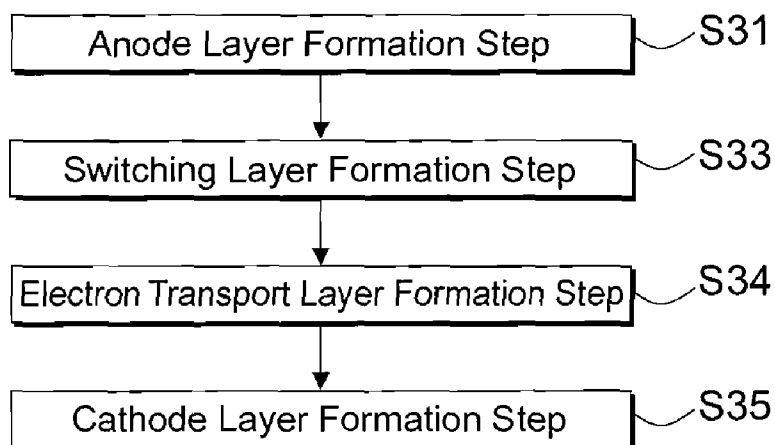 Anode Layer Formation Step S31
Switching Layer Formation Step S33
Electron Transport Layer Formation Step S34
Cathode Layer Formation Step S35